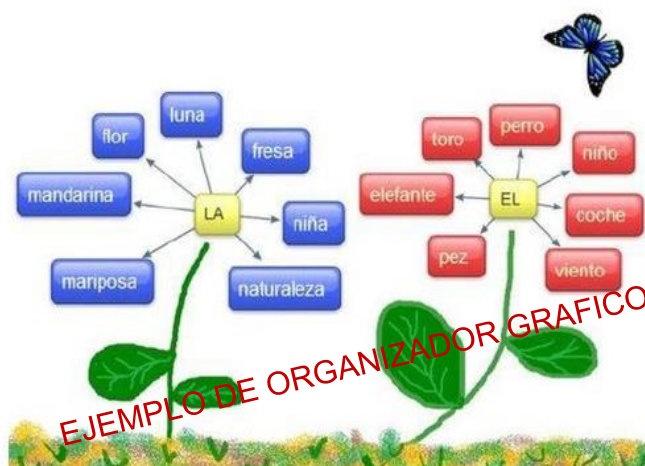 luna
flor
fresa
mandarina
LA
niña
mariposa
naturaleza
perro
toro
niño
elefante
EL
coche
pez
viento
EJEMPLO DE ORGANIZADOR GRAFICO